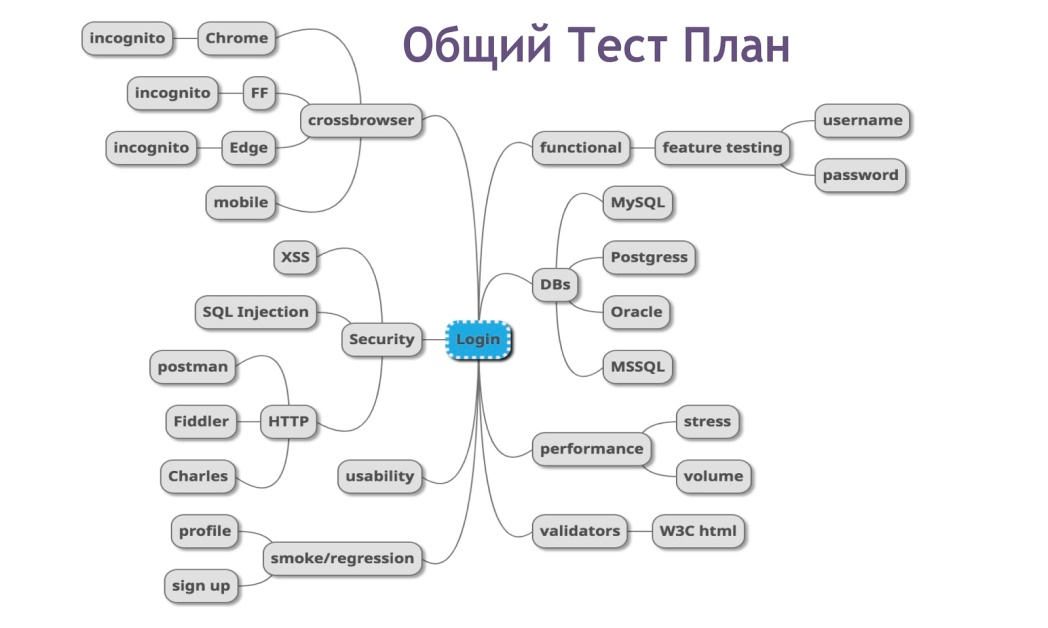 Общий Тест План
incognito
Chrome
incognito
FF
crossbrowser
incognito
Edge
mobile
XSS
SQL Injection
Security
postman
Fiddler
HTTP
Charles
usability
profile
smoke/regression
sign up
Login
functional
feature testing
username
password
MySQL
Postgress
DBs
Oracle
MSSQL
stress
performance
volume
validators
W3C html